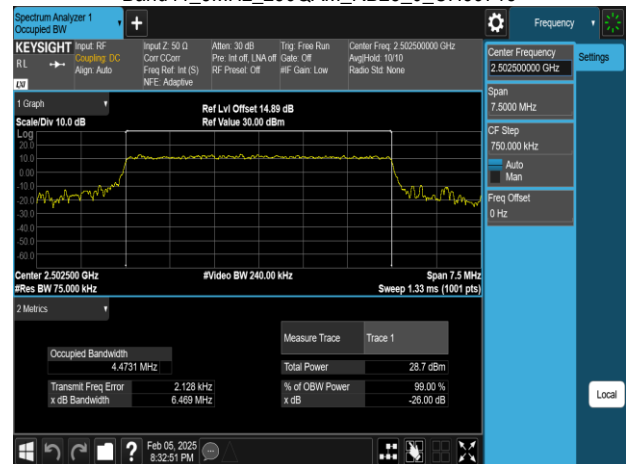 Spectrum Analyzer 1
Occupied BW
Frequency
KEYSIGHT
RL
LXI
Input: RF
Coupling: DC
Align: Auto
Input Z: 50 Ω
Corr CCorr
Freq Ref: Int (S)
NFE: Adaptive
Atten: 30 dB
Pre: Int off, LNA off
RF Preset: Off
Trig: Free Run
Gate: Off
#IF Gain: Low
Center Freq: 2.502500000 GHz
Avg|Hold: 10/10
Radio Std: None
Center Frequency
2.502500000 GHz
Settings
Span
7.5000 MHz
CF Step
750.000 kHz
Auto
Man
Freq Offset
0 Hz
1 Graph
Scale/Div 10.0 dB
Ref Lvl Offset 14.89 dB
Ref Value 30.00 dBm
Log
20.0
10.0
0.00
-10.0
-20.0
-30.0
-40.0
-50.0
-60.0
Center 2.502500 GHz
#Video BW 240.00 kHz
Span 7.5 MHz
#Res BW 75.000 kHz
Sweep 1.33 ms (1001 pts)
2 Metrics
Measure Trace Trace 1
Occupied Bandwidth
4.4731 MHz
Total Power 28.7 dBm
Transmit Freq Error 2.128 kHz
% of OBW Power 99.00 %
x dB Bandwidth 6.469 MHz
x dB -26.00 dB
Local
Feb 05, 2025
8:32:51 PM